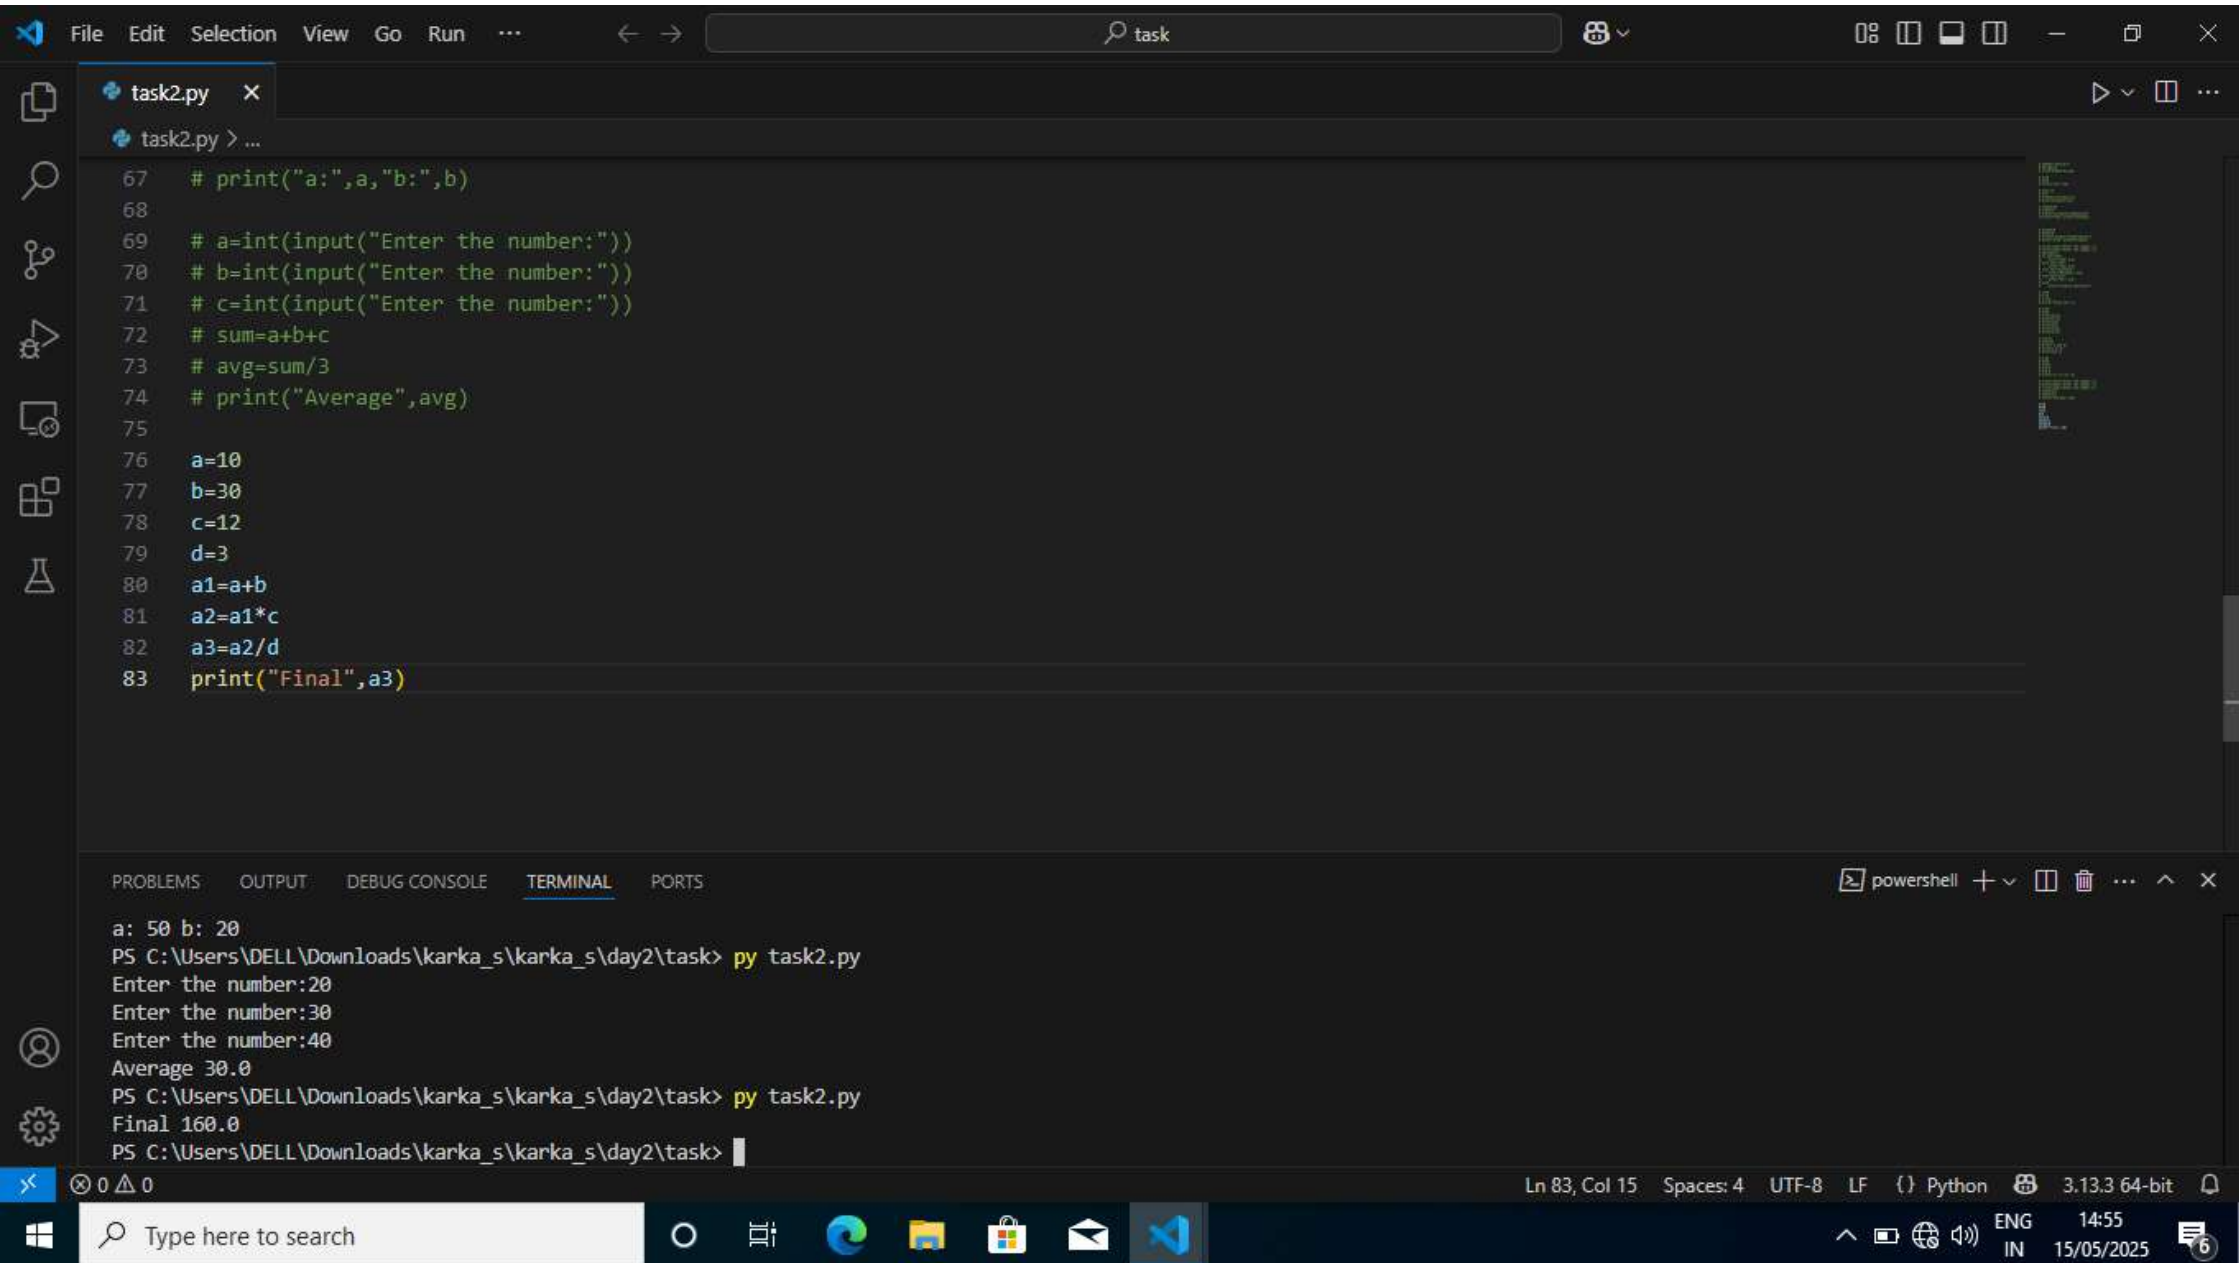 File Edit Selection View Go Run ··· task
task2.py
task2.py > ...
67 # print("a:",a,"b:",b)
68
69 # a=int(input("Enter the number:"))
70 # b=int(input("Enter the number:"))
71 # c=int(input("Enter the number:"))
72 # sum=a+b+c
73 # avg=sum/3
74 # print("Average",avg)
75
76 a=10
77 b=30
78 c=12
79 d=3
80 a1=a+b
81 a2=a1*c
82 a3=a2/d
83 print("Final",a3)
PROBLEMS OUTPUT DEBUG CONSOLE TERMINAL PORTS powershell
a: 50 b: 20
PS C:\Users\DELL\Downloads\karka_s\karka_s\day2\task> py task2.py
Enter the number:20
Enter the number:30
Enter the number:40
Average 30.0
PS C:\Users\DELL\Downloads\karka_s\karka_s\day2\task> py task2.py
Final 160.0
PS C:\Users\DELL\Downloads\karka_s\karka_s\day2\task>
0 0 Ln 83, Col 15 Spaces: 4 UTF-8 LF {} Python 3.13.3 64-bit
Type here to search ENG 14:55
IN 15/05/2025 6